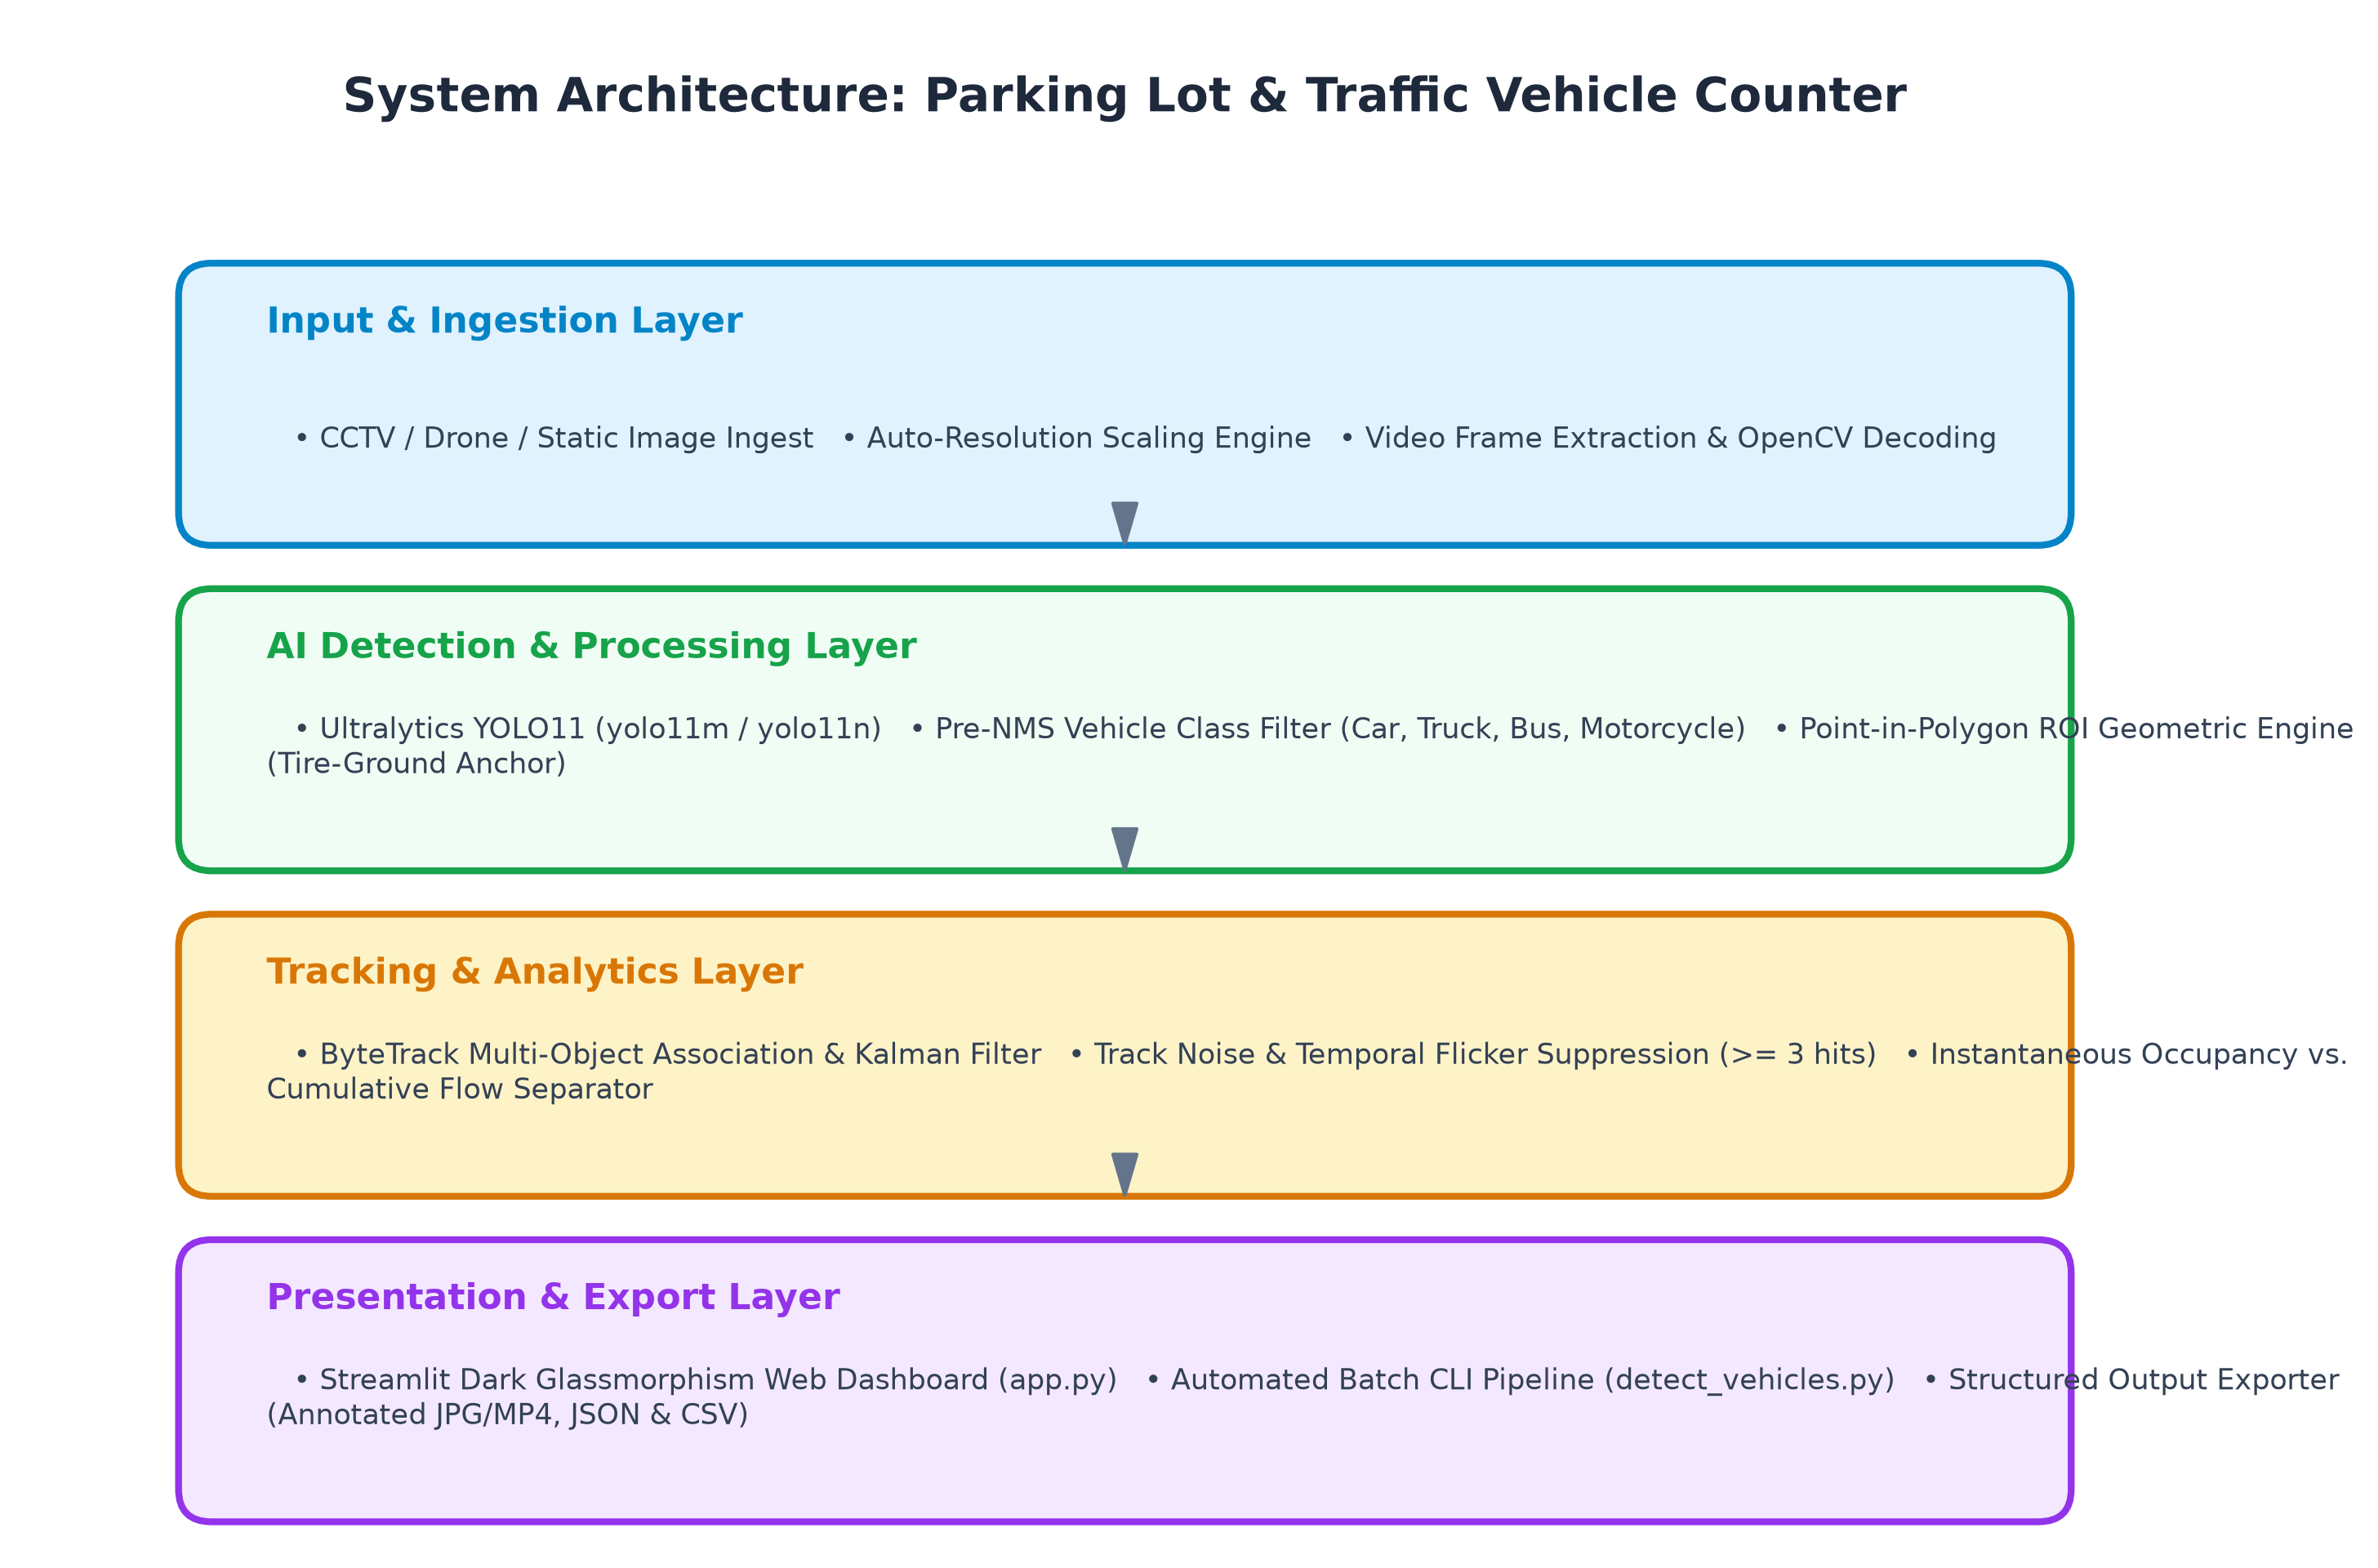 System Architecture: Parking Lot & Traffic Vehicle Counter
Input & Ingestion Layer
• CCTV / Drone / Static Image Ingest • Auto-Resolution Scaling Engine • Video Frame Extraction & OpenCV Decoding
AI Detection & Processing Layer
• Ultralytics YOLO11 (yolo11m / yolo11n) • Pre-NMS Vehicle Class Filter (Car, Truck, Bus, Motorcycle) • Point-in-Polygon ROI Geometric Engine
(Tire-Ground Anchor)
Tracking & Analytics Layer
• ByteTrack Multi-Object Association & Kalman Filter • Track Noise & Temporal Flicker Suppression (>= 3 hits) • Instantaneous Occupancy vs.
Cumulative Flow Separator
Presentation & Export Layer
• Streamlit Dark Glassmorphism Web Dashboard (app.py) • Automated Batch CLI Pipeline (detect_vehicles.py) • Structured Output Exporter
(Annotated JPG/MP4, JSON & CSV)